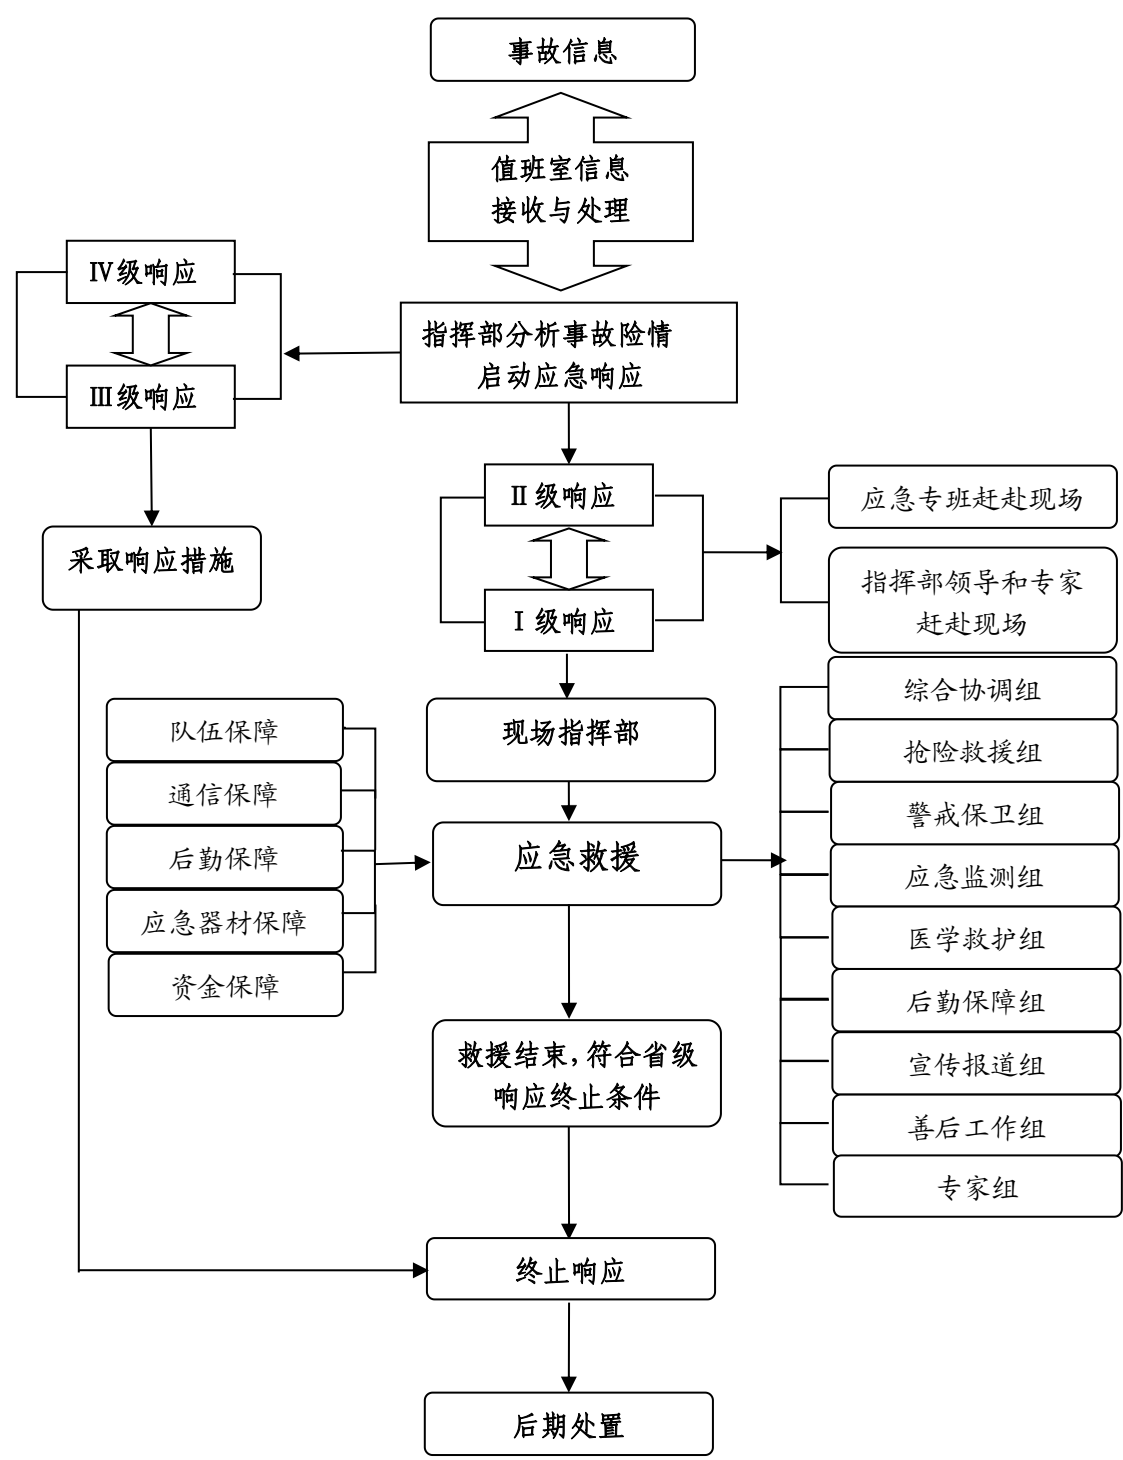 事故信息
值班室信息
接收与处理
Ⅳ级响应
Ⅲ级响应
指挥部分析事故险情
启动应急响应
Ⅱ级响应
Ⅰ级响应
应急专班赶赴现场
指挥部领导和专家
赶赴现场
采取响应措施
现场指挥部
队伍保障
通信保障
后勤保障
应急器材保障
资金保障
应急救援
综合协调组
抢险救援组
警戒保卫组
应急监测组
医学救护组
后勤保障组
宣传报道组
善后工作组
专家组
救援结束，符合省级
响应终止条件
终止响应
后期处置